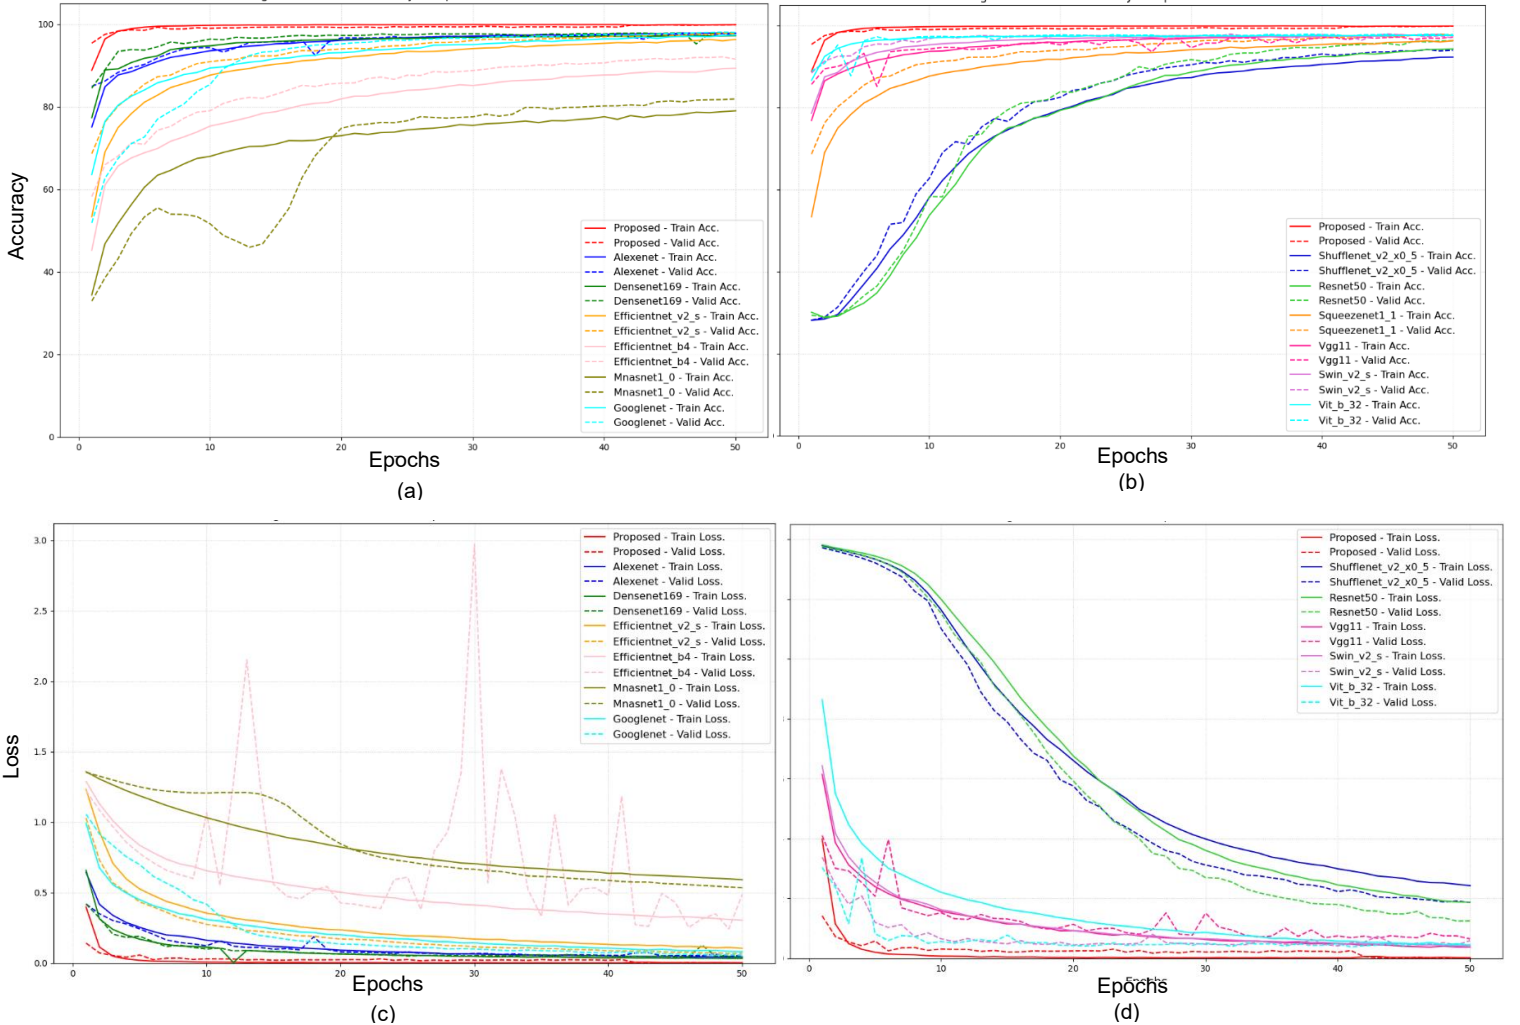 100
80
60
40
20
0
Accuracy
Proposed - Train Acc.
Proposed - Valid Acc.
Alexenet - Train Acc.
Alexenet - Valid Acc.
Densenet169 - Train Acc.
Densenet169 - Valid Acc.
Efficientnet_v2_s - Train Acc.
Efficientnet_v2_s - Valid Acc.
Efficientnet_b4 - Train Acc.
Efficientnet_b4 - Valid Acc.
Mnasnet1_0 - Train Acc.
Mnasnet1_0 - Valid Acc.
Googlenet - Train Acc.
Googlenet - Valid Acc.
0 10 20 30 40 50
Epochs
(a)
Proposed - Train Acc.
Proposed - Valid Acc.
Shufflenet_v2_x0_5 - Train Acc.
Shufflenet_v2_x0_5 - Valid Acc.
Resnet50 - Train Acc.
Resnet50 - Valid Acc.
Squeezenet1_1 - Train Acc.
Squeezenet1_1 - Valid Acc.
Vgg11 - Train Acc.
Vgg11 - Valid Acc.
Swin_v2_s - Train Acc.
Swin_v2_s - Valid Acc.
Vit_b_32 - Train Acc.
Vit_b_32 - Valid Acc.
0 10 20 30 40 50
Epochs
(b)
3.0
2.5
2.0
1.5
1.0
0.5
0.0
Loss
Proposed - Train Loss.
Proposed - Valid Loss.
Alexenet - Train Loss.
Alexenet - Valid Loss.
Densenet169 - Train Loss.
Densenet169 - Valid Loss.
Efficientnet_v2_s - Train Loss.
Efficientnet_v2_s - Valid Loss.
Efficientnet_b4 - Train Loss.
Efficientnet_b4 - Valid Loss.
Mnasnet1_0 - Train Loss.
Mnasnet1_0 - Valid Loss.
Googlenet - Train Loss.
Googlenet - Valid Loss.
0 10 20 30 40 50
Epochs
(c)
Proposed - Train Loss.
Proposed - Valid Loss.
Shufflenet_v2_x0_5 - Train Loss.
Shufflenet_v2_x0_5 - Valid Loss.
Resnet50 - Train Loss.
Resnet50 - Valid Loss.
Vgg11 - Train Loss.
Vgg11 - Valid Loss.
Swin_v2_s - Train Loss.
Swin_v2_s - Valid Loss.
Vit_b_32 - Train Loss.
Vit_b_32 - Valid Loss.
0 10 20 30 40 50
Epochs
(d)